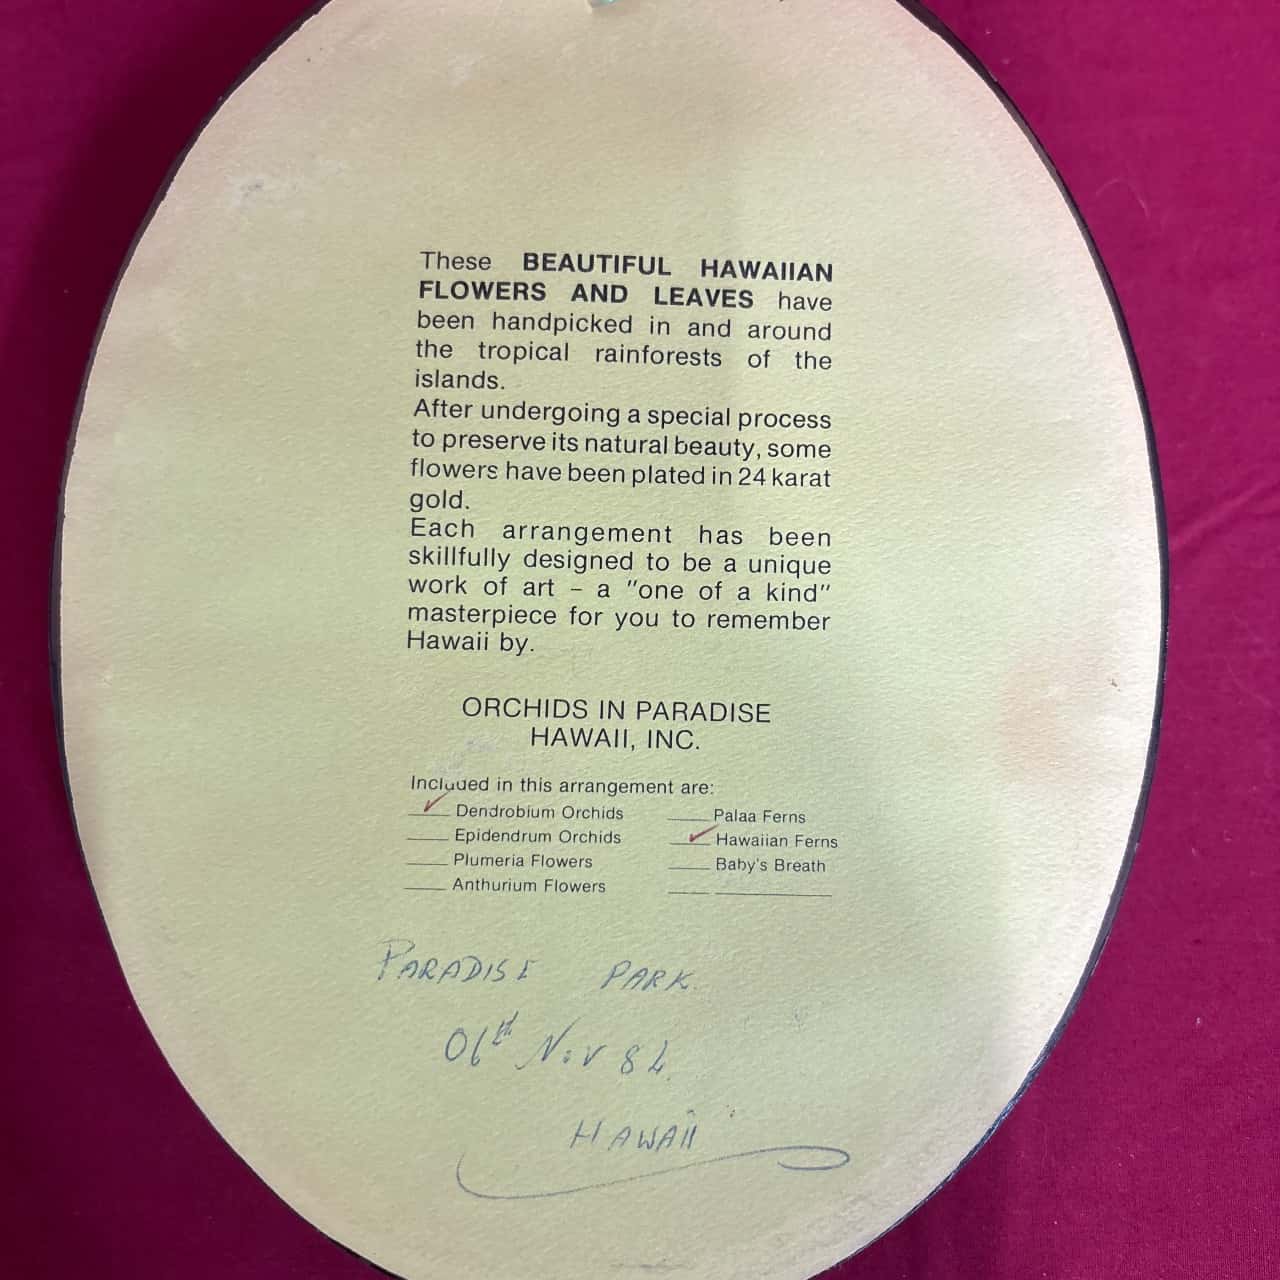 These BEAUTIFUL HAWAIIAN
FLOWERS AND LEAVES have
been handpicked in and around
the tropical rainforests of the
islands.
After undergoing a special process
to preserve its natural beauty, some
flowers have been plated in 24 karat
gold.
Each arrangement has been
skillfully designed to be a unique
work of art – a "one of a kind"
masterpiece for you to remember
Hawaii by.
ORCHIDS IN PARADISE
HAWAII, INC.
Included in this arrangement are:
✓ Dendrobium Orchids
Epidendrum Orchids
Plumeria Flowers
Anthurium Flowers
Palaa Ferns
✓ Hawaiian Ferns
Baby's Breath
PARADISE PARK.
06th Nov 84.
HAWAII